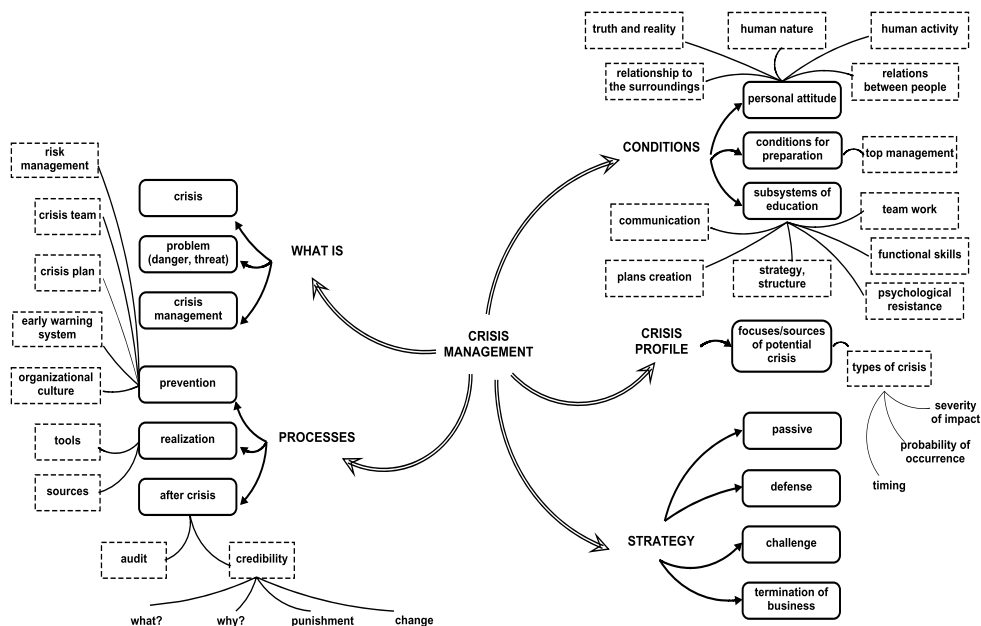 truth and reality
human nature
human activity
relationship to
the surroundings
relations
between people
personal attitude
CONDITIONS
conditions for
preparation
top management
subsystems of
education
communication
team work
plans creation
strategy,
structure
functional skills
psychological
resistance
risk
management
crisis team
crisis plan
early warning
system
organizational
culture
crisis
problem
(danger, threat)
crisis
management
WHAT IS
CRISIS
MANAGEMENT
CRISIS
PROFILE
focuses/sources
of potential
crisis
types of crisis
severity
of impact
probability of
occurrence
timing
prevention
realization
after crisis
PROCESSES
tools
sources
audit
credibility
what?
why?
punishment
change
STRATEGY
passive
defense
challenge
termination of
business